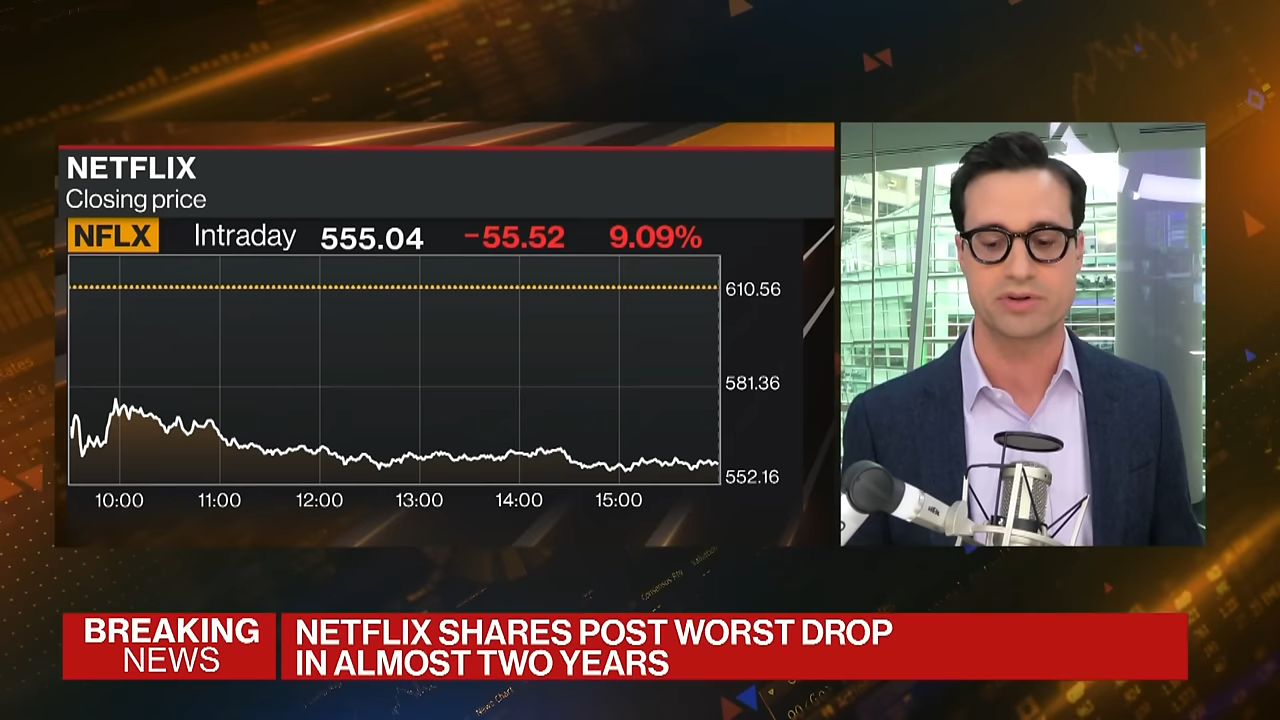 NETFLIX
Closing price
NFLX Intraday 555.04 -55.52 9.09%
610.56
581.36
552.16
10:00 11:00 12:00 13:00 14:00 15:00
BREAKING
NEWS
NETFLIX SHARES POST WORST DROP
IN ALMOST TWO YEARS